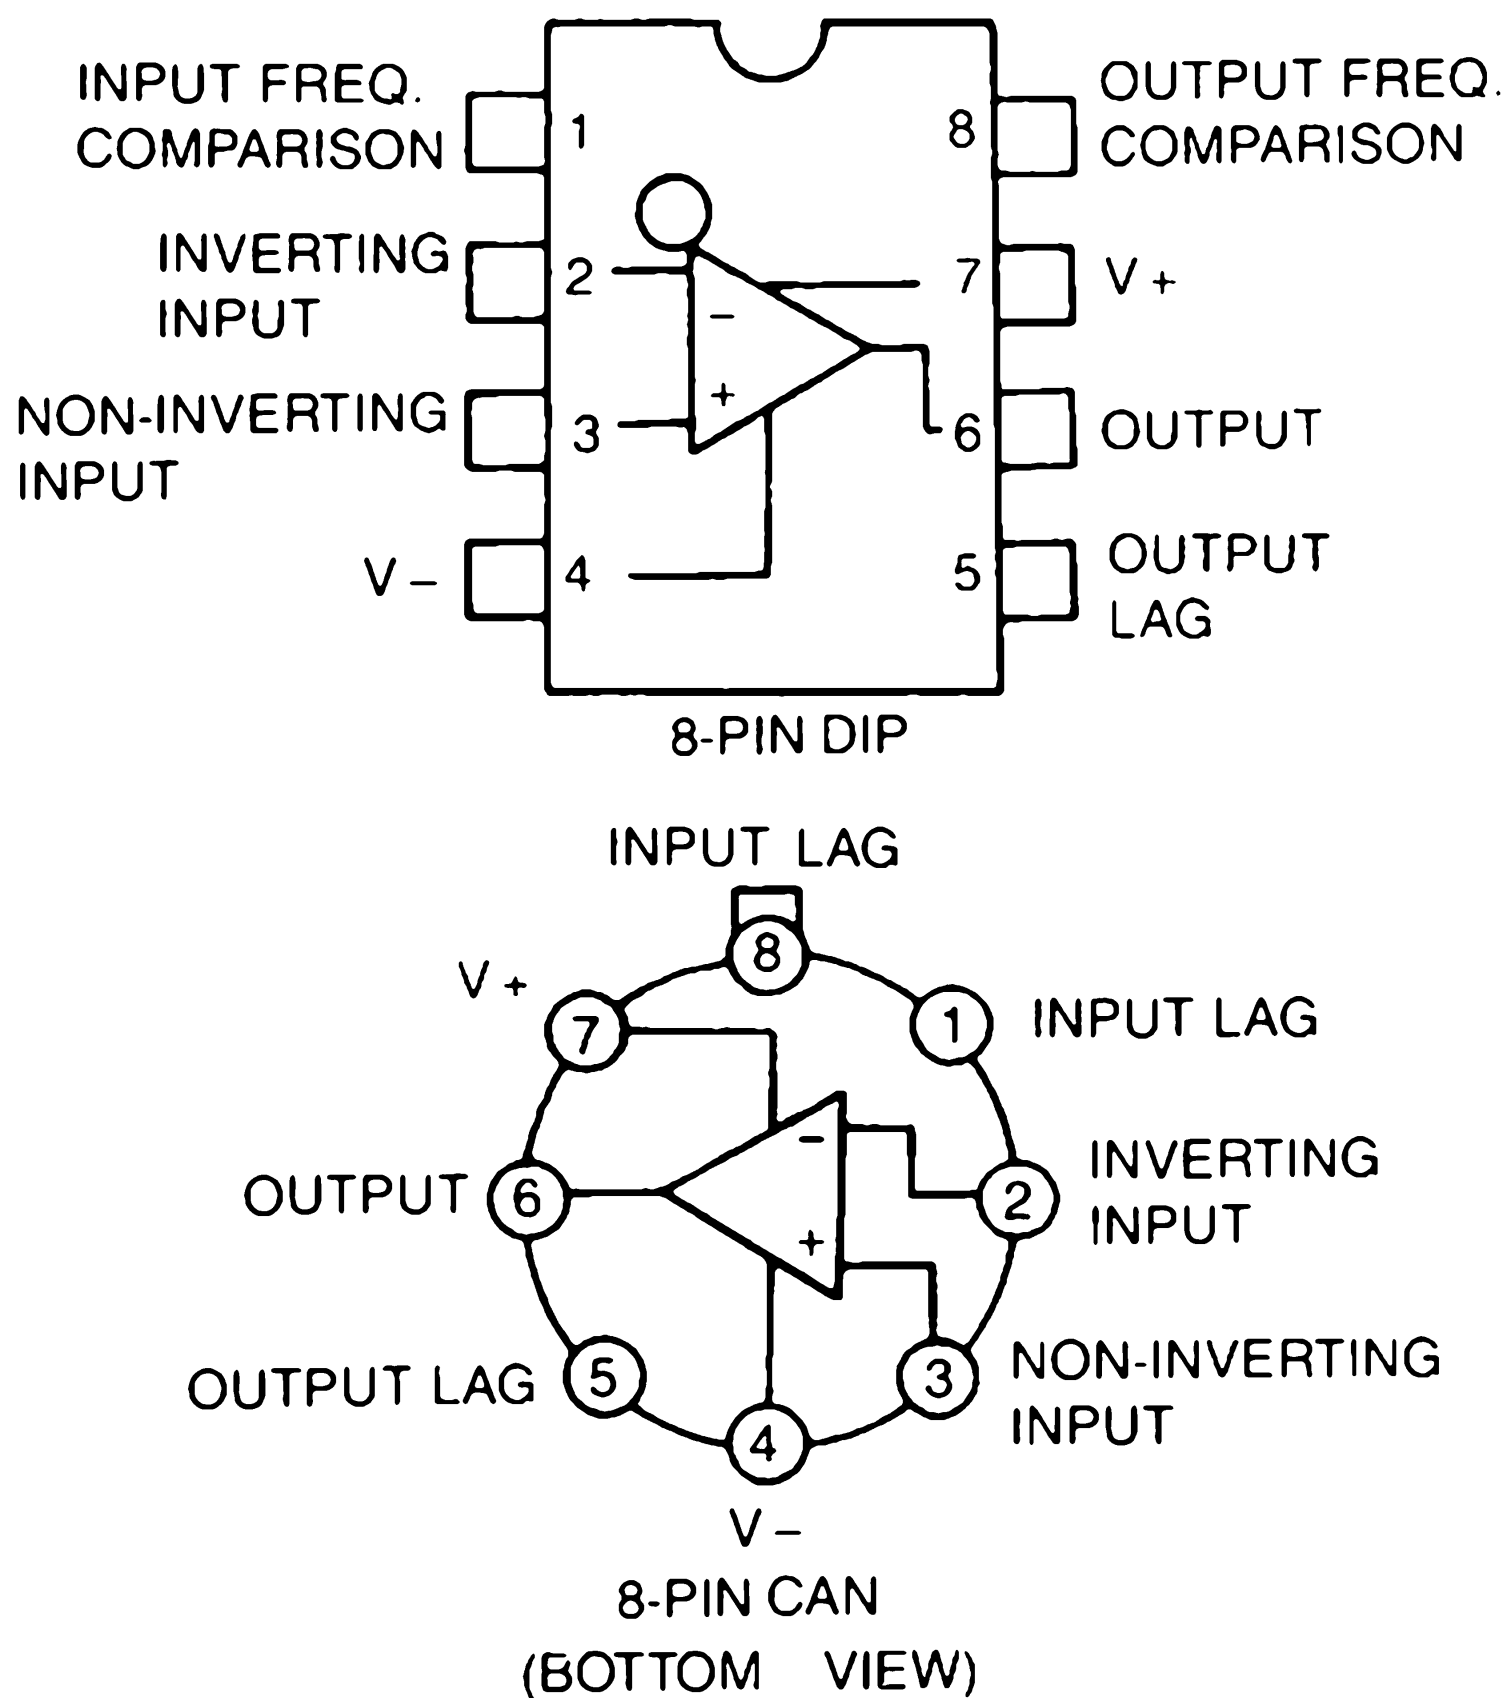 INPUT FREQ.
COMPARISON
1
8
OUTPUT FREQ.
COMPARISON
INVERTING
INPUT
2
7
V +
−
+
NON-INVERTING
INPUT
3
6
OUTPUT
V −
4
5
OUTPUT
LAG
8-PIN DIP
INPUT LAG
8
V +
7
1
INPUT LAG
−
OUTPUT
6
2
INVERTING
INPUT
+
OUTPUT LAG
5
3
NON-INVERTING
INPUT
4
V −
8-PIN CAN
(BOTTOM VIEW)